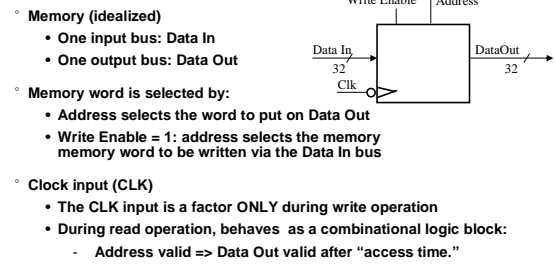 Write Enable Address
° Memory (idealized)
• One input bus: Data In
• One output bus: Data Out
Data In DataOut
32 32
Clk
° Memory word is selected by:
• Address selects the word to put on Data Out
• Write Enable = 1: address selects the memory
memory word to be written via the Data In bus
° Clock input (CLK)
• The CLK input is a factor ONLY during write operation
• During read operation, behaves as a combinational logic block:
- Address valid => Data Out valid after “access time.”